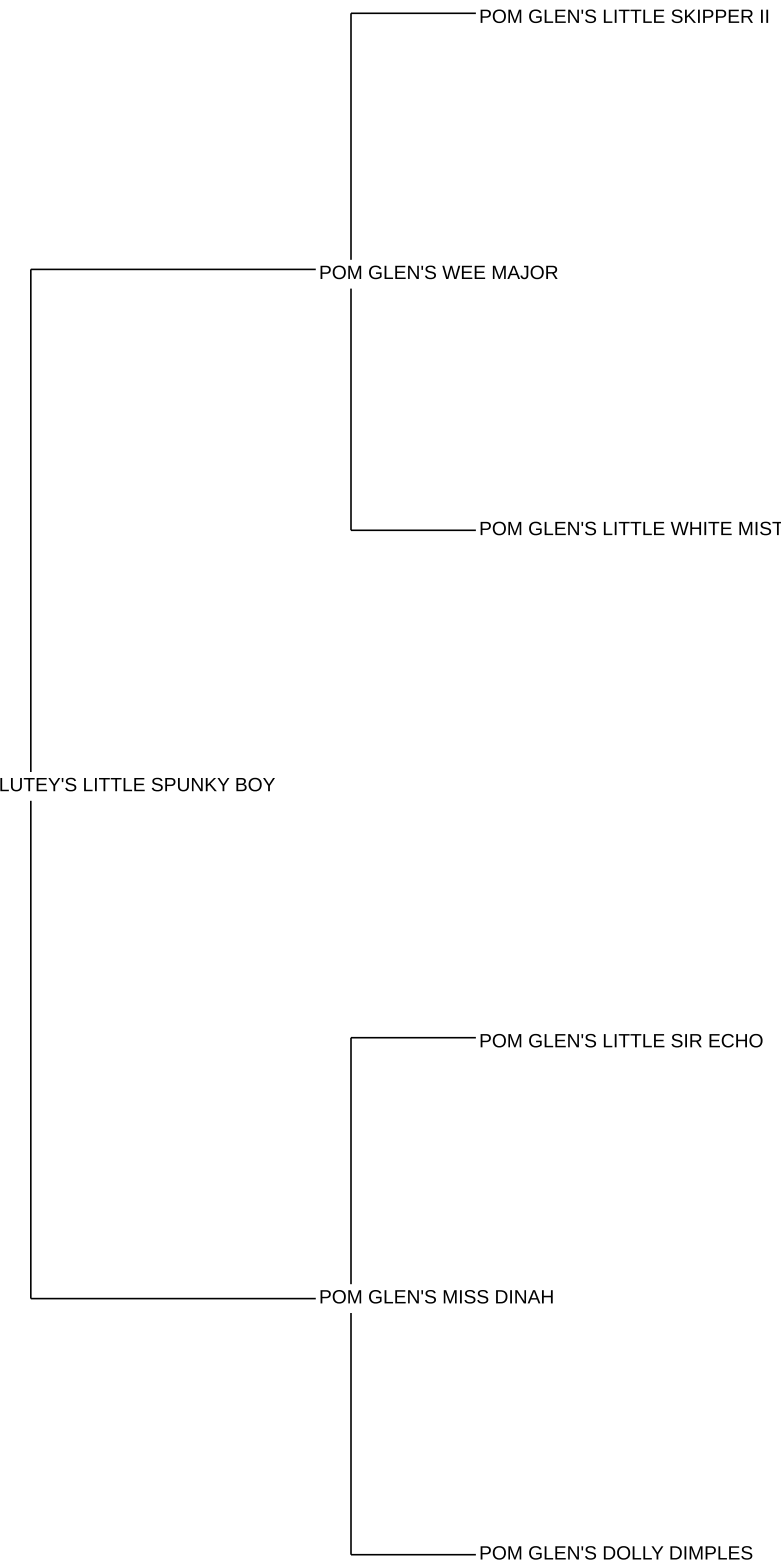 POM GLEN'S LITTLE SKIPPER II
POM GLEN'S WEE MAJOR
POM GLEN'S LITTLE WHITE MIST
LUTEY'S LITTLE SPUNKY BOY
POM GLEN'S LITTLE SIR ECHO
POM GLEN'S MISS DINAH
POM GLEN'S DOLLY DIMPLES